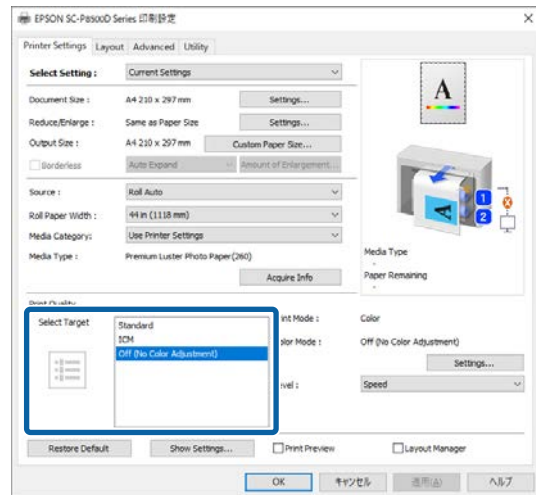 EPSON SC-P8500D Series 印刷設定
Printer Settings Layout Advanced Utility
Select Setting : Current Settings
Document Size : A4 210 x 297 mm Settings...
Reduce/Enlarge : Same as Paper Size Settings...
Output Size : A4 210 x 297 mm Custom Paper Size...
Borderless Auto Expand Amount of Enlargement...
Source : Roll Auto
Roll Paper Width : 44 in (1118 mm)
Media Category: Use Printer Settings
Media Type : Premium Luster Photo Paper(260)
Acquire Info
A
A
1
2
Media Type
-
Paper Remaining
-
Print Quality
Select Target
Standard
ICM
Off (No Color Adjustment)
int Mode : Color
olor Mode : Off (No Color Adjustment)
Settings...
evel : Speed
Restore Default Show Settings... Print Preview Layout Manager
OK キャンセル 適用(A) ヘルプ